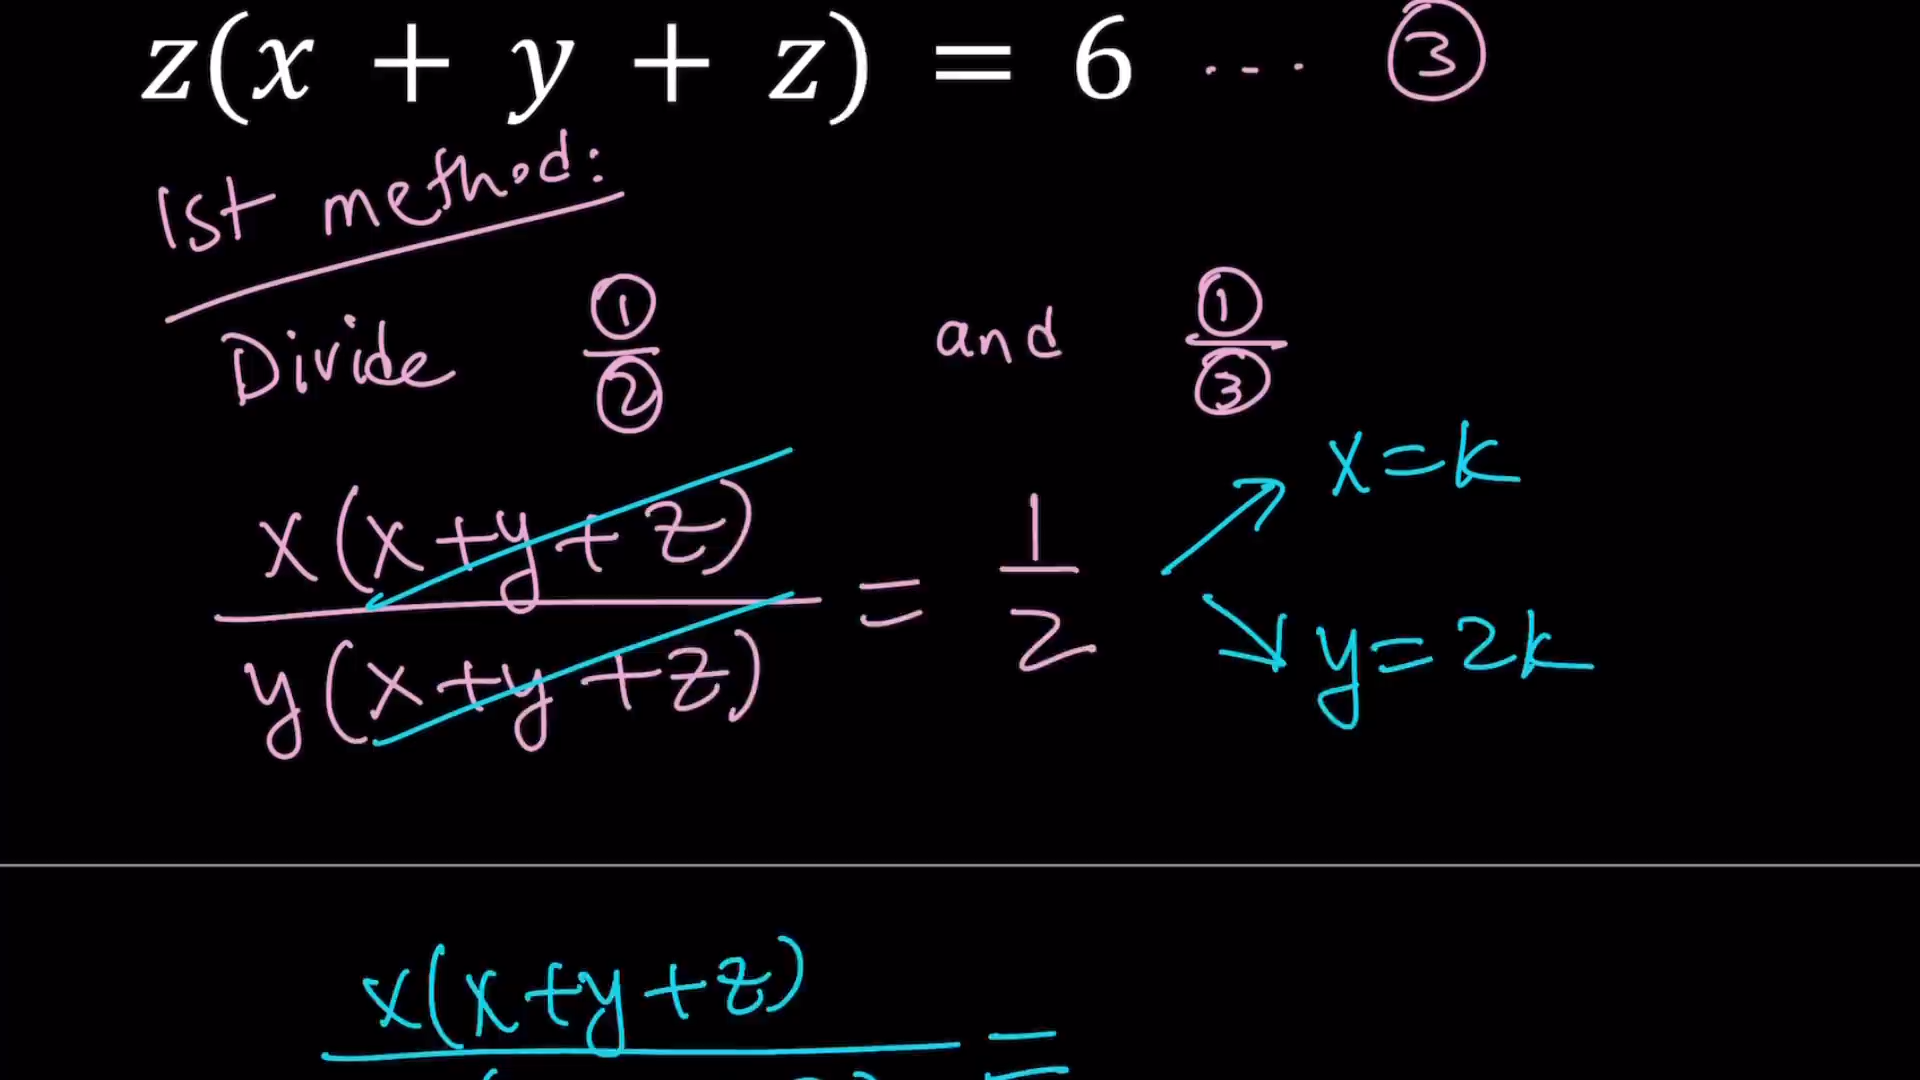 z(x + y + z) = 6 ... ③
1st method:
Divide ①/② and ①/③
x(x+y+z)/y(x+y+z) = 1/2
x=k
y=2k
x(x+y+z) =